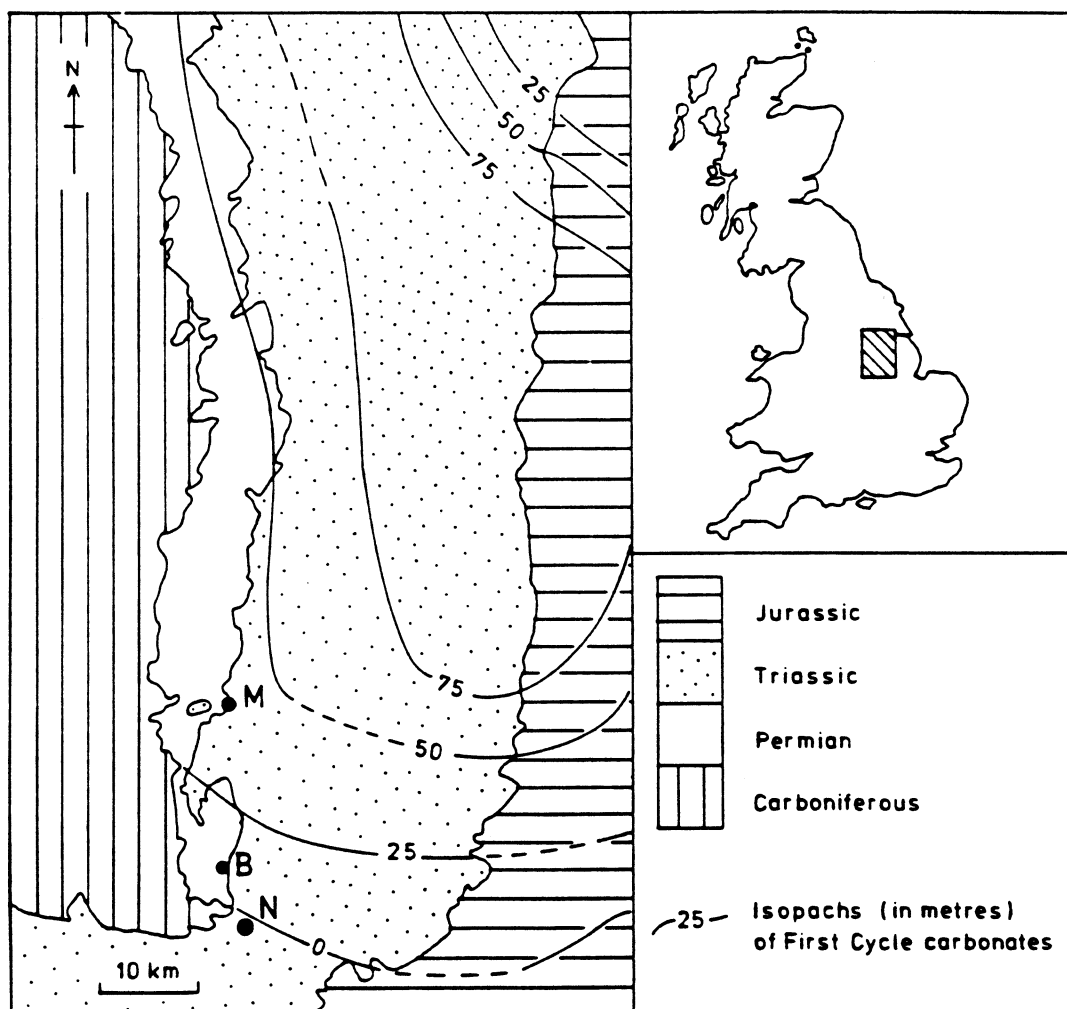 N
25
50
75
75
M
50
25
B
N
0
10 km
Jurassic
Triassic
Permian
Carboniferous
25
Isopachs (in metres)
of First Cycle carbonates